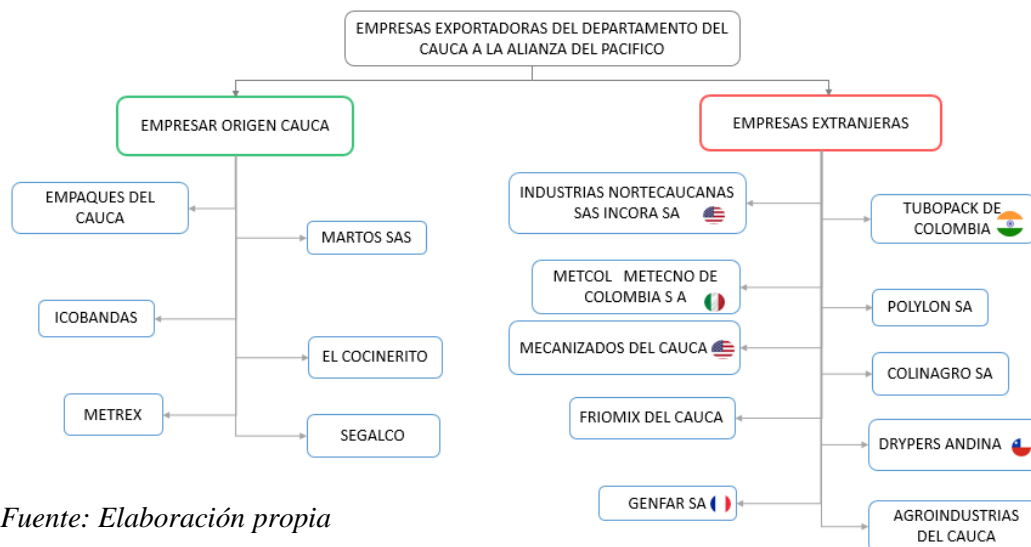 EMPRESAS EXPORTADORAS DEL DEPARTAMENTO DEL
CAUCA A LA ALIANZA DEL PACIFICO
EMPRESAR ORIGEN CAUCA
EMPAQUES DEL
CAUCA
MARTOS SAS
ICOBANDAS
EL COCINERITO
METREX
SEGALCO
EMPRESAS EXTRANJERAS
INDUSTRIAS NORTECAUCANAS
SAS INCORA SA
TUBOPACK DE
COLOMBIA
METCOL METECNO DE
COLOMBIA S A
POLYLON SA
MECANIZADOS DEL CAUCA
COLINAGRO SA
FRIOMIX DEL CAUCA
DRYPERS ANDINA
GENFAR SA
AGROINDUSTRIAS
DEL CAUCA
Fuente: Elaboración propia